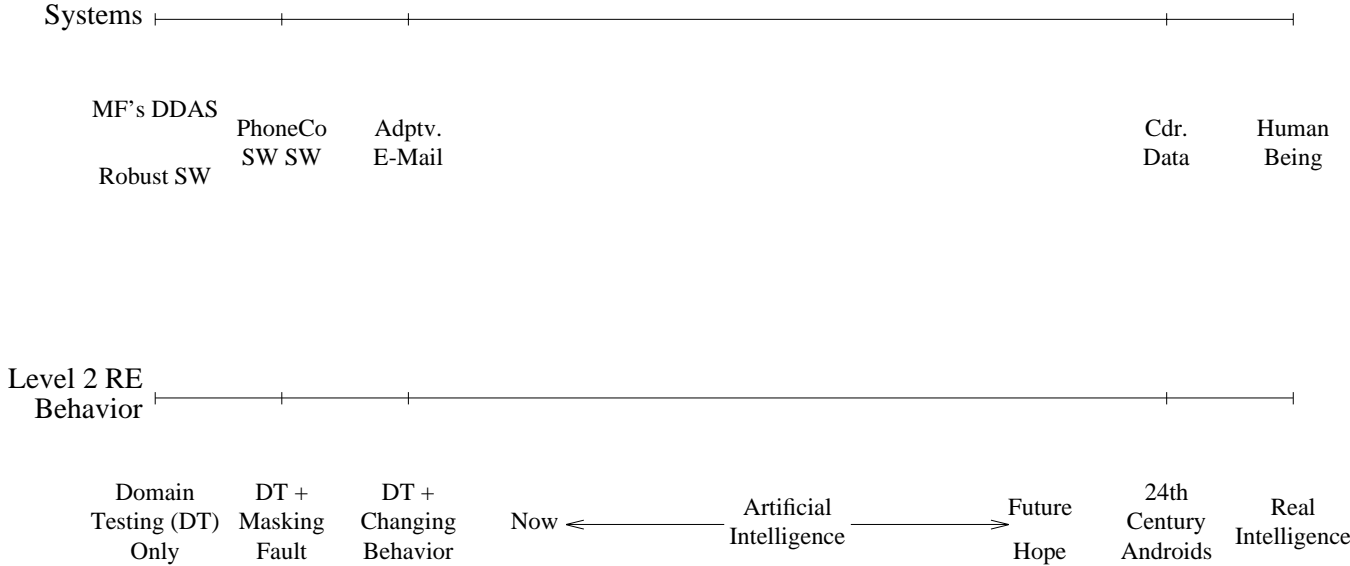 Systems
MF's DDAS
Robust SW
PhoneCo
SW SW
Adptv.
E-Mail
Cdr.
Data
Human
Being
Level 2 RE
Behavior
Domain
Testing (DT)
Only
DT +
Masking
Fault
DT +
Changing
Behavior
Now
Artificial
Intelligence
Future
Hope
24th
Century
Androids
Real
Intelligence